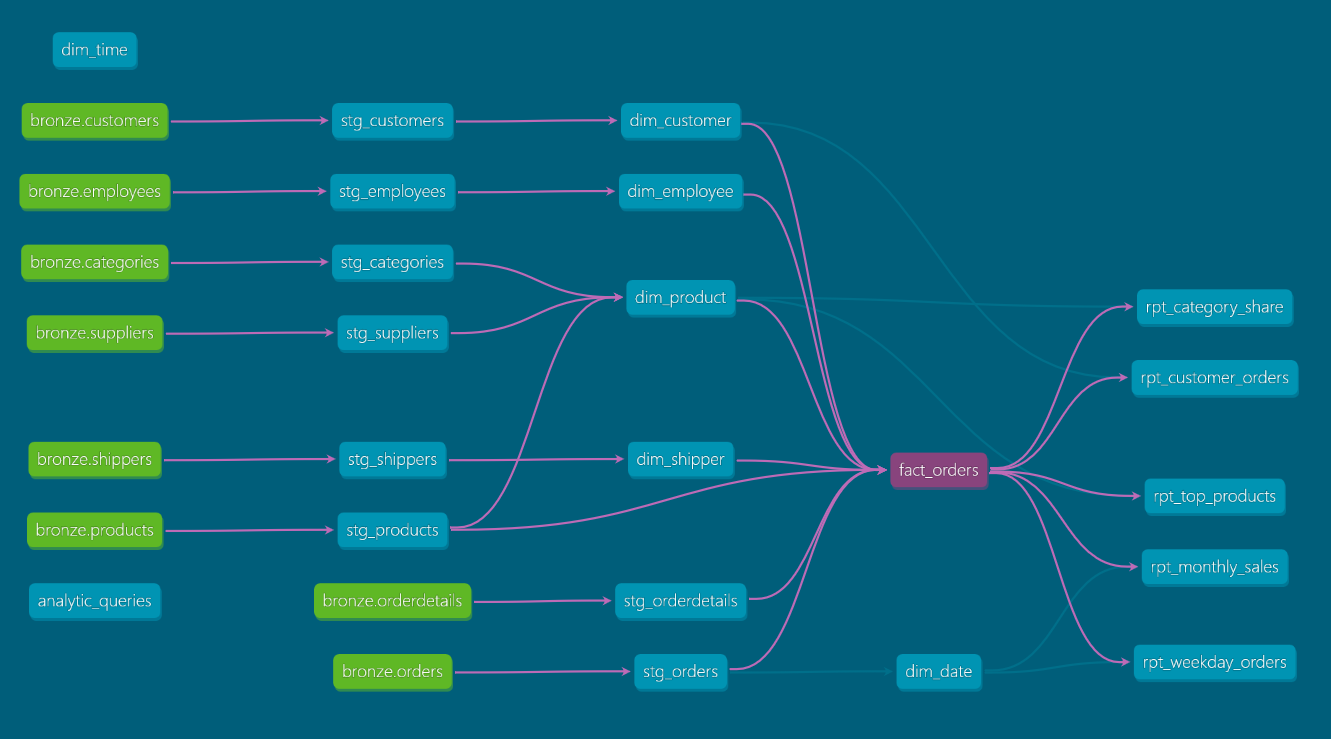 dim_time
bronze.customers
stg_customers
dim_customer
bronze.employees
stg_employees
dim_employee
bronze.categories
stg_categories
dim_product
rpt_category_share
bronze.suppliers
stg_suppliers
rpt_customer_orders
bronze.shippers
stg_shippers
dim_shipper
fact_orders
rpt_top_products
bronze.products
stg_products
rpt_monthly_sales
analytic_queries
bronze.orderdetails
stg_orderdetails
bronze.orders
stg_orders
dim_date
rpt_weekday_orders